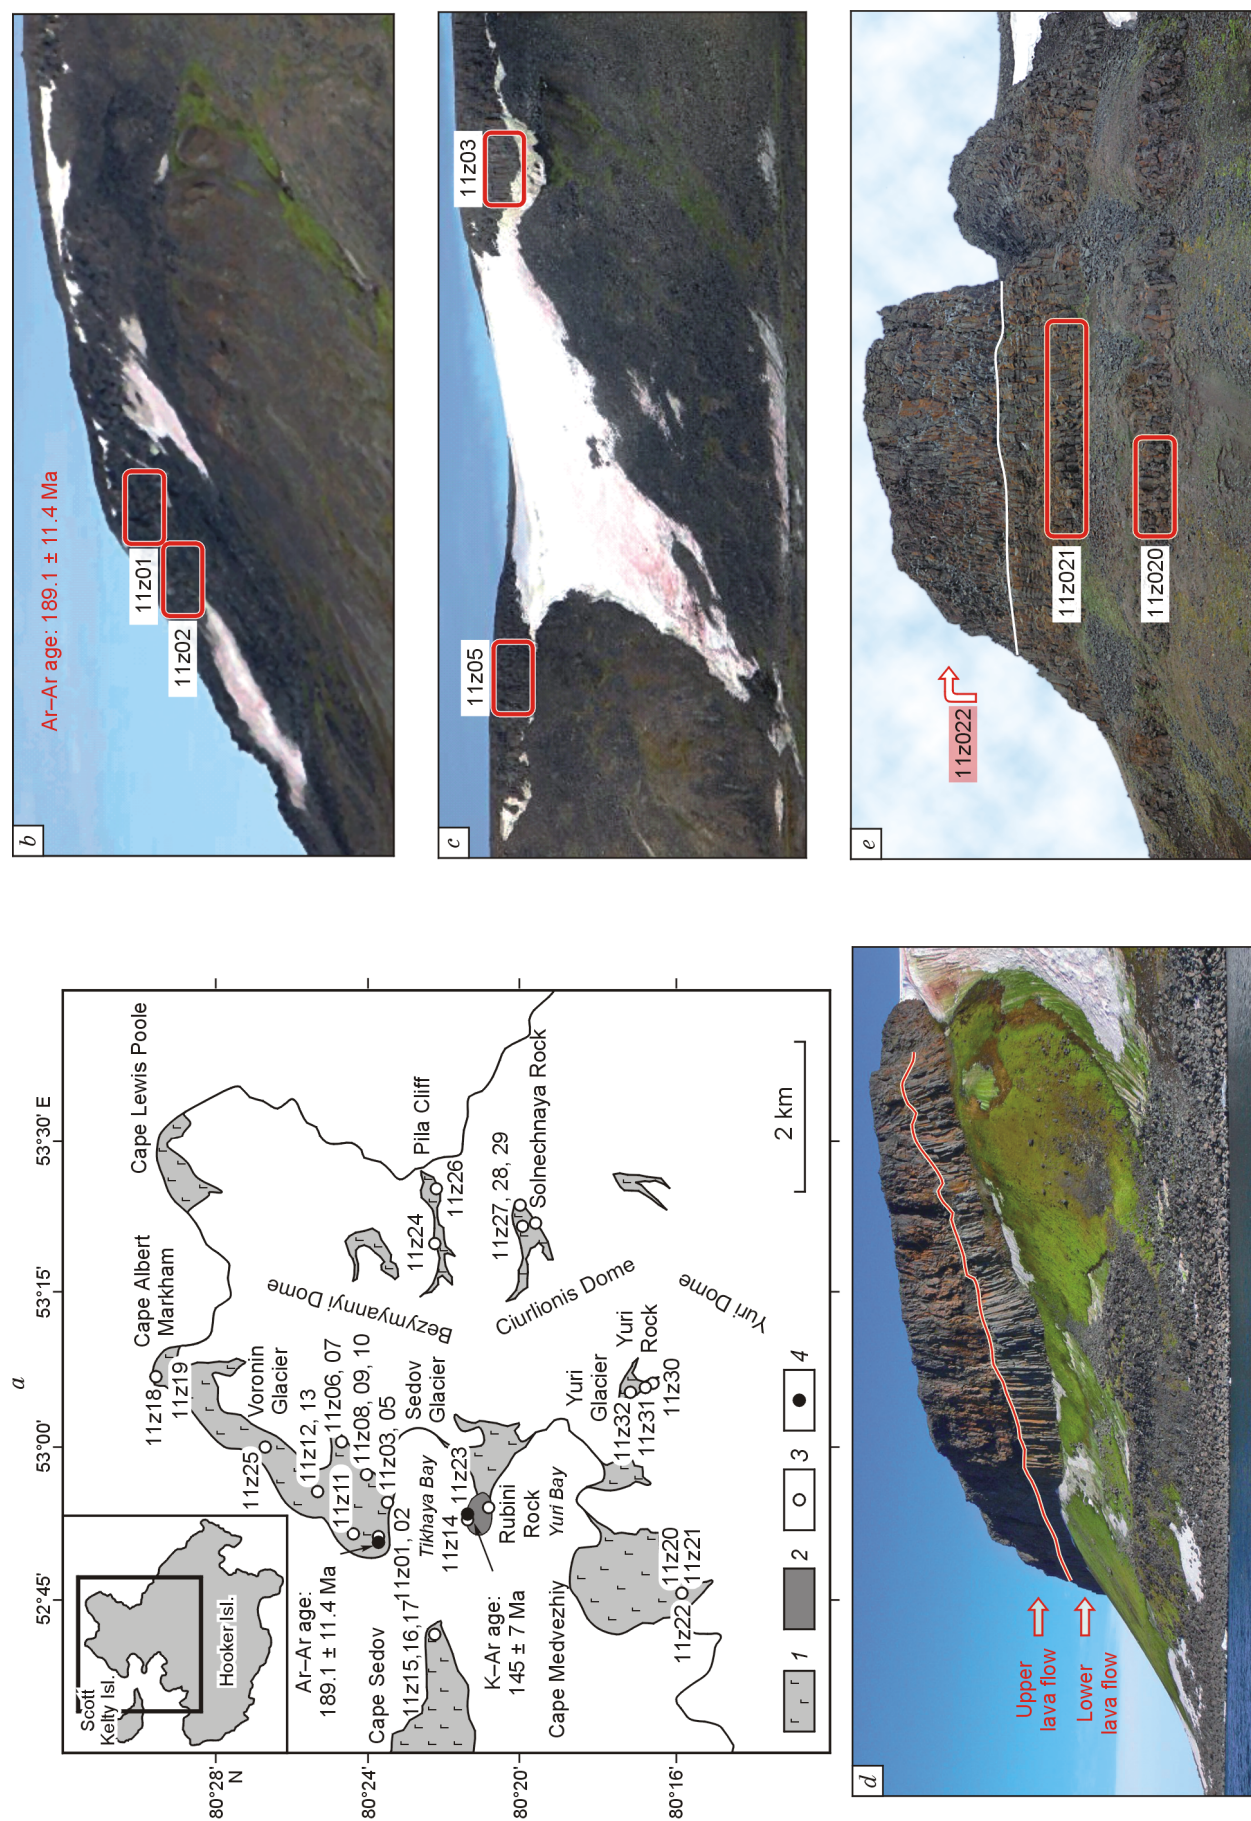 a
53°30' E
53°15'
53°00'
52°45'
80°28'
N
80°24'
80°20'
80°16'
Scott
Kelty Isl.
Hooker Isl.
Cape Lewis Poole
Cape Albert
Markham
11z18
11z19
Voronin
Glacier
11z25
11z12, 13
11z11
11z06, 07
11z08, 09, 10
11z03, 05
11z01, 02
Ar–Ar age:
189.1 ± 11.4 Ma
Cape Sedov
11z15,16,17
Sedov
Glacier
Tikhaya Bay
11z14
11z23
K–Ar age:
145 ± 7 Ma
Rubini
Rock
Yuri Bay
Cape Medvezhiy
11z20
11z21
11z22
Yuri
Glacier
Yuri
Rock
11z32
11z31
11z30
Bezymyannyi Dome
Ciurlionis Dome
Yuri Dome
Pila Cliff
11z24
11z26
11z27, 28, 29
Solnechnaya Rock
2 km
1
2
3
4
b
Ar–Ar age: 189.1 ± 11.4 Ma
11z01
11z02
c
11z05
11z03
d
Upper
lava flow
Lower
lava flow
e
11z022
11z021
11z020